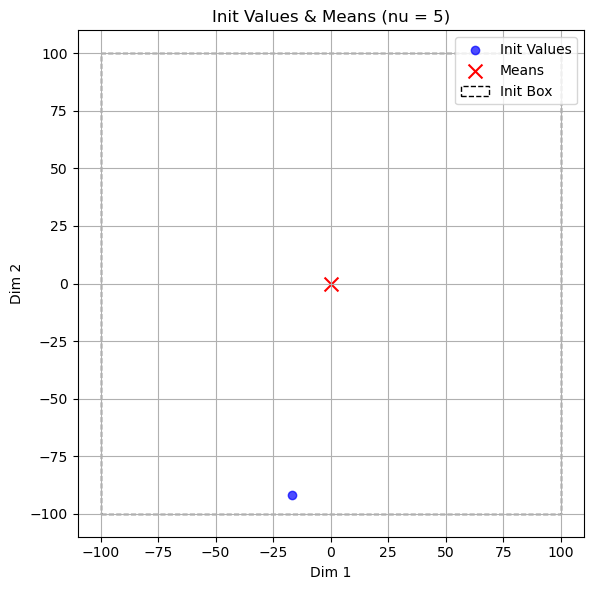 Init Values & Means (nu = 5)
Init Values
Means
Init Box
100
75
50
25
0
−25
−50
−75
−100
Dim 2
−100 −75 −50 −25 0 25 50 75 100
Dim 1